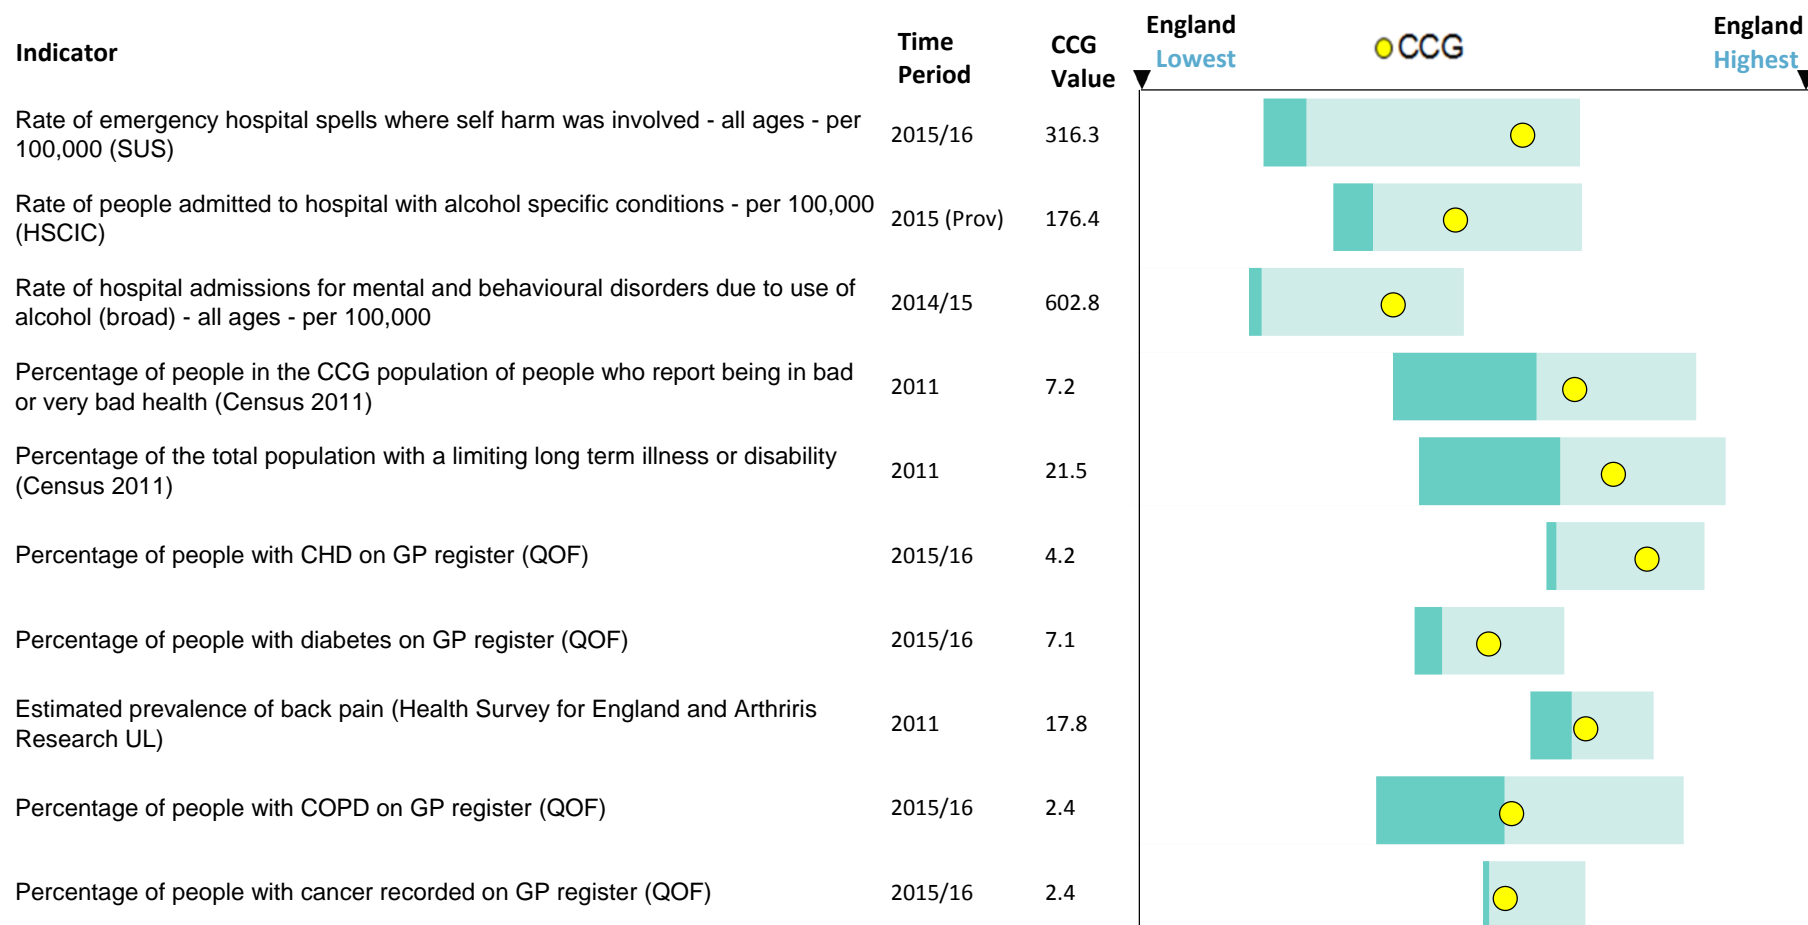 Indicator
Time
Period
CCG
Value
England
Lowest
CCG
England
Highest
Rate of emergency hospital spells where self harm was involved - all ages - per
100,000 (SUS)
2015/16
316.3
Rate of people admitted to hospital with alcohol specific conditions - per 100,000
(HSCIC)
2015 (Prov)
176.4
Rate of hospital admissions for mental and behavioural disorders due to use of
alcohol (broad) - all ages - per 100,000
2014/15
602.8
Percentage of people in the CCG population of people who report being in bad
or very bad health (Census 2011)
2011
7.2
Percentage of the total population with a limiting long term illness or disability
(Census 2011)
2011
21.5
Percentage of people with CHD on GP register (QOF)
2015/16
4.2
Percentage of people with diabetes on GP register (QOF)
2015/16
7.1
Estimated prevalence of back pain (Health Survey for England and Arthriris
Research UL)
2011
17.8
Percentage of people with COPD on GP register (QOF)
2015/16
2.4
Percentage of people with cancer recorded on GP register (QOF)
2015/16
2.4